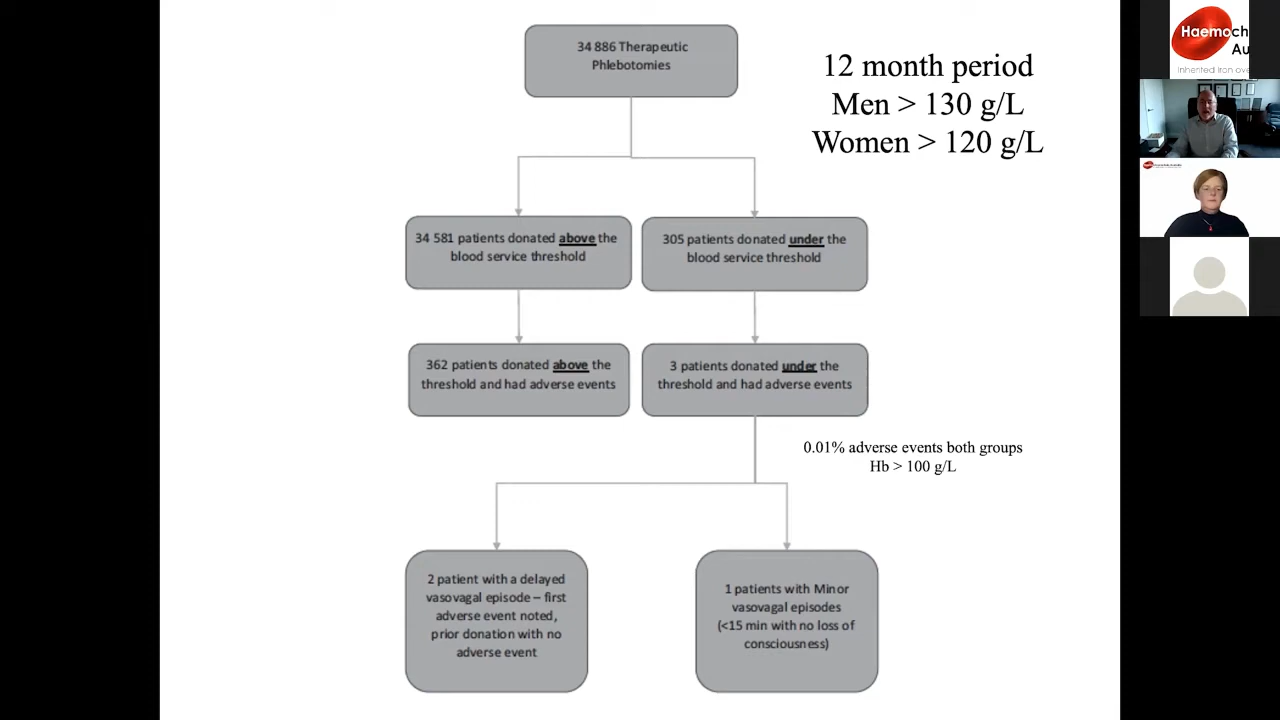 34 886 Therapeutic
Phlebotomies
12 month period
Men > 130 g/L
Women > 120 g/L
34 581 patients donated above the
blood service threshold
305 patients donated under the
blood service threshold
362 patients donated above the
threshold and had adverse events
3 patients donated under the
threshold and had adverse events
0.01% adverse events both groups
Hb > 100 g/L
2 patient with a delayed
vasovagal episode – first
adverse event noted,
prior donation with no
adverse event
1 patients with Minor
vasovagal episodes
(<15 min with no loss of
consciousness)
Haemoch
Au
Inherited iron ove